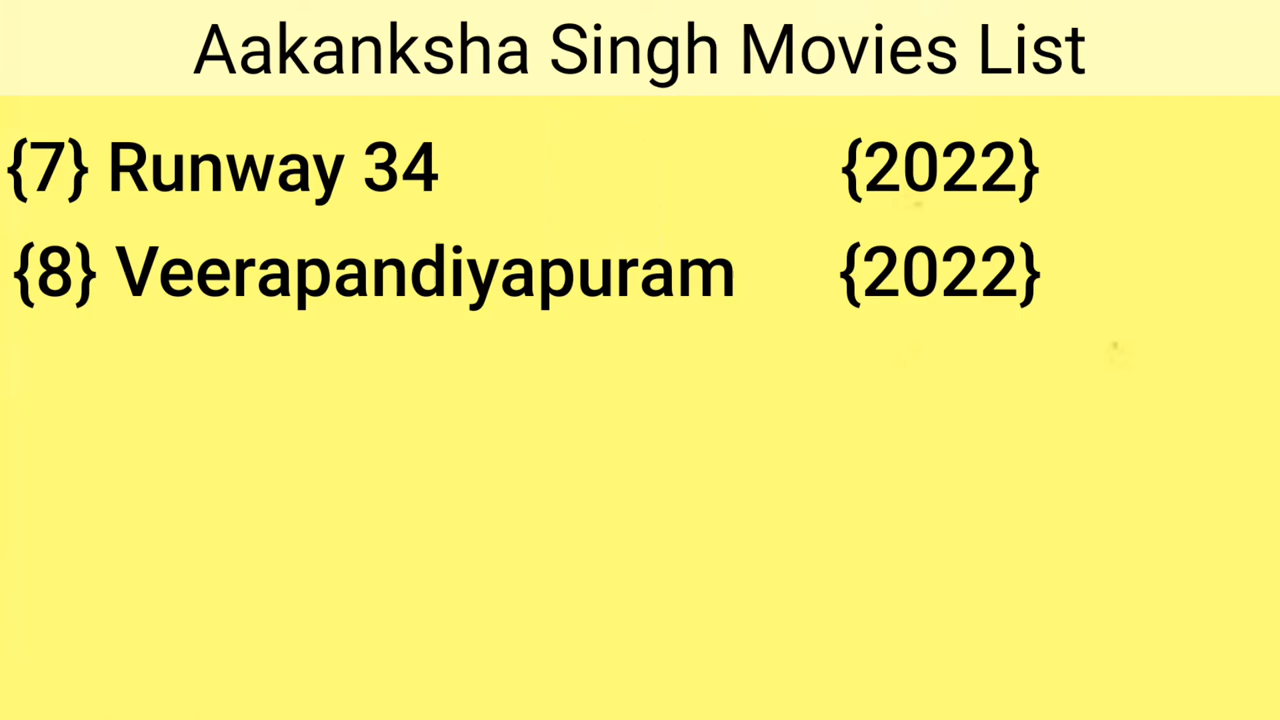 Aakanksha Singh Movies List
{7} Runway 34 {2022}
{8} Veerapandiyapuram {2022}